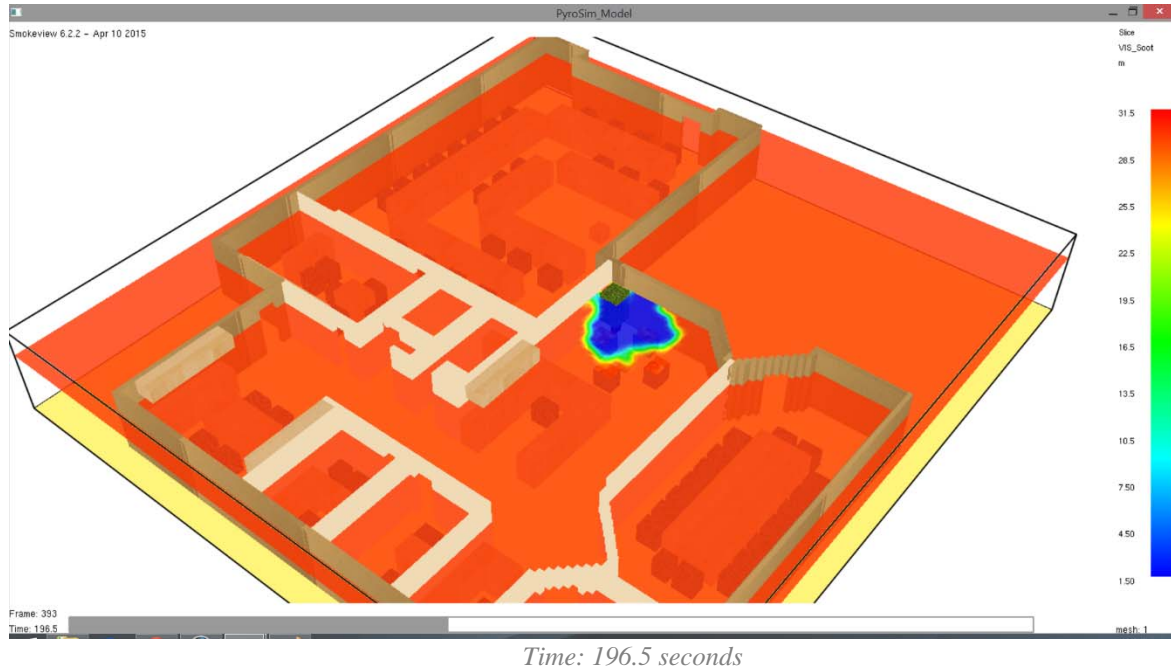 PyroSim_Model
Smokeview 6.2.2 - Apr 10 2015
Slice
VIS_Soot
m
31.5
28.5
25.5
22.5
19.5
16.5
13.5
10.5
7.50
4.50
1.50
Frame: 393
Time: 196.5
mesh: 1
Time: 196.5 seconds